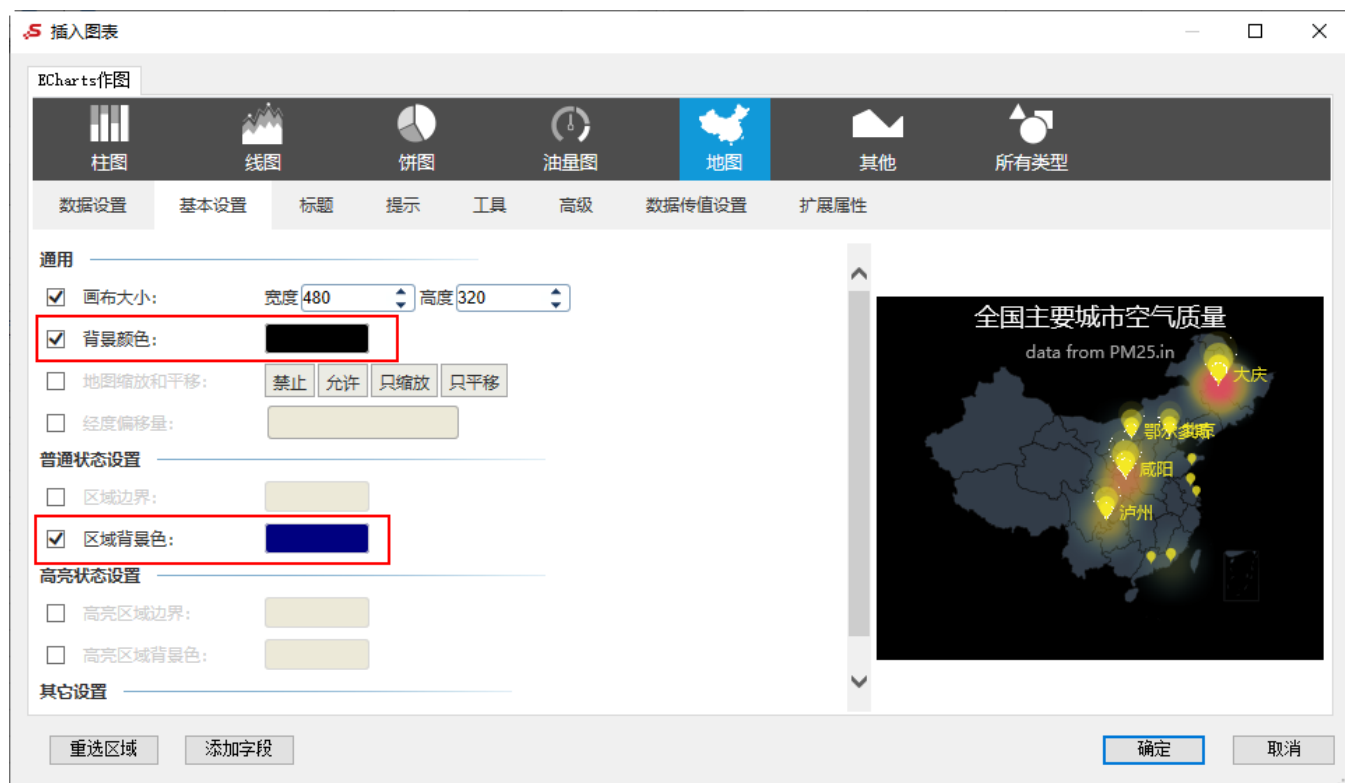 插入图表
ECharts作图
柱图 线图 饼图 油量图 地图 其他 所有类型
数据设置 基本设置 标题 提示 工具 高级 数据传值设置 扩展属性
通用
画布大小: 宽度 480 高度 320
背景颜色:
地图缩放和平移: 禁止 允许 只缩放 只平移
经度偏移量:
普通状态设置
区域边界:
区域背景色:
高亮状态设置
高亮区域边界:
高亮区域背景色:
其它设置
全国主要城市空气质量
data from PM25.in
大庆
咸阳
泸州
重选区域 添加字段 确定 取消